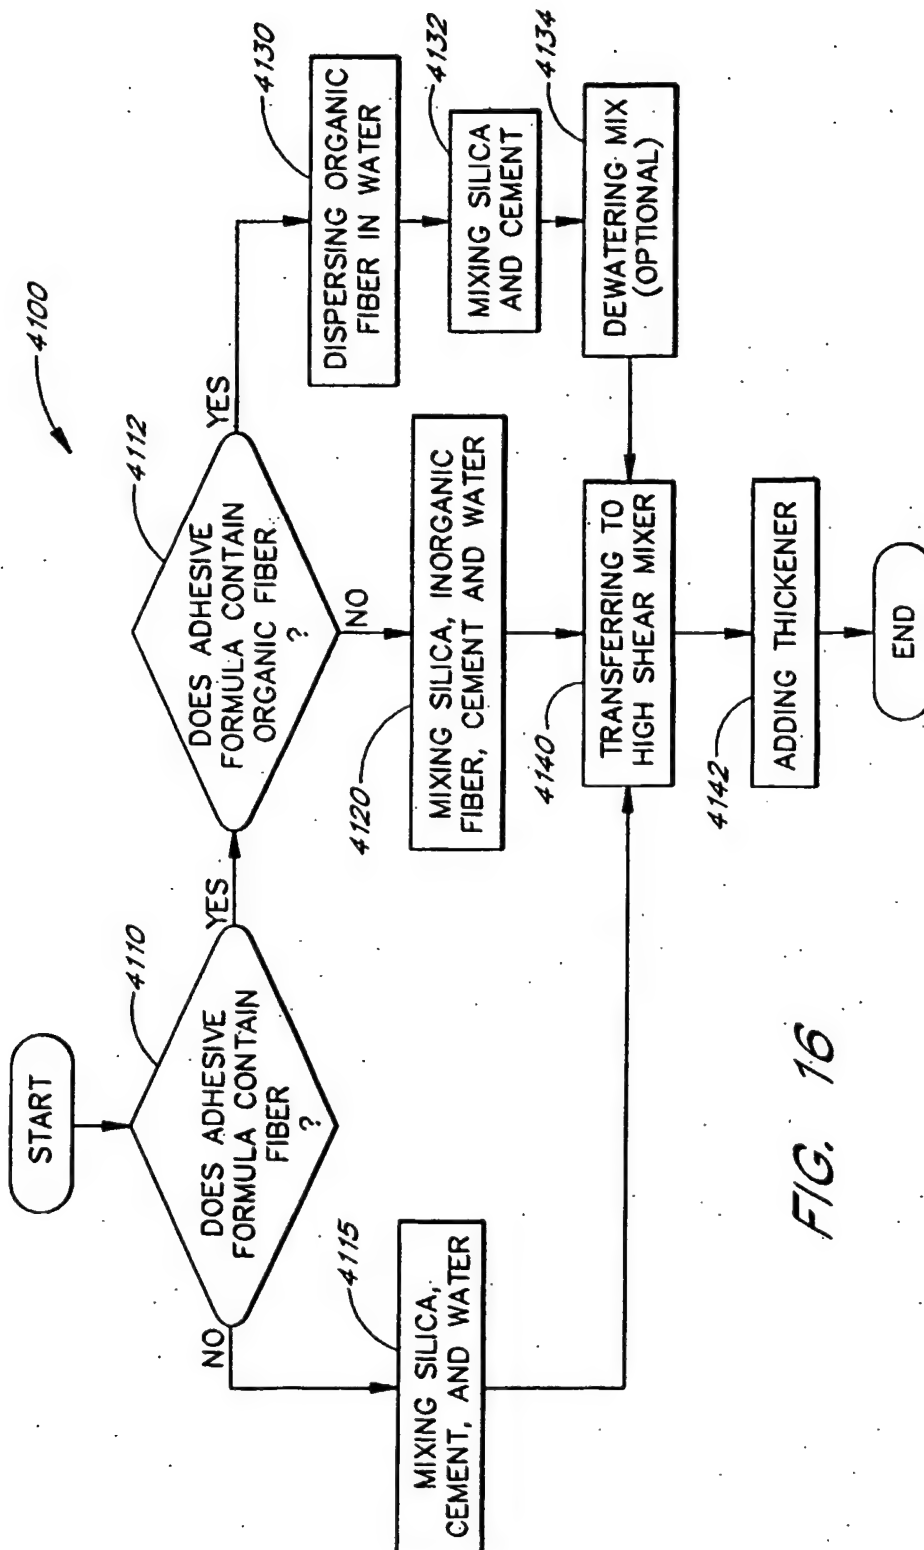 4100
START
4110
DOES ADHESIVE
FORMULA CONTAIN
FIBER
?
YES
NO
4112
DOES ADHESIVE
FORMULA CONTAIN
ORGANIC FIBER
?
YES
NO
4115
MIXING SILICA,
CEMENT, AND WATER
4120
MIXING SILICA, INORGANIC
FIBER, CEMENT AND WATER
4130
DISPERSING ORGANIC
FIBER IN WATER
4132
MIXING SILICA
AND CEMENT
4134
DEWATERING MIX
(OPTIONAL)
4140
TRANSFERRING TO
HIGH SHEAR MIXER
4142
ADDING THICKENER
END
FIG. 16